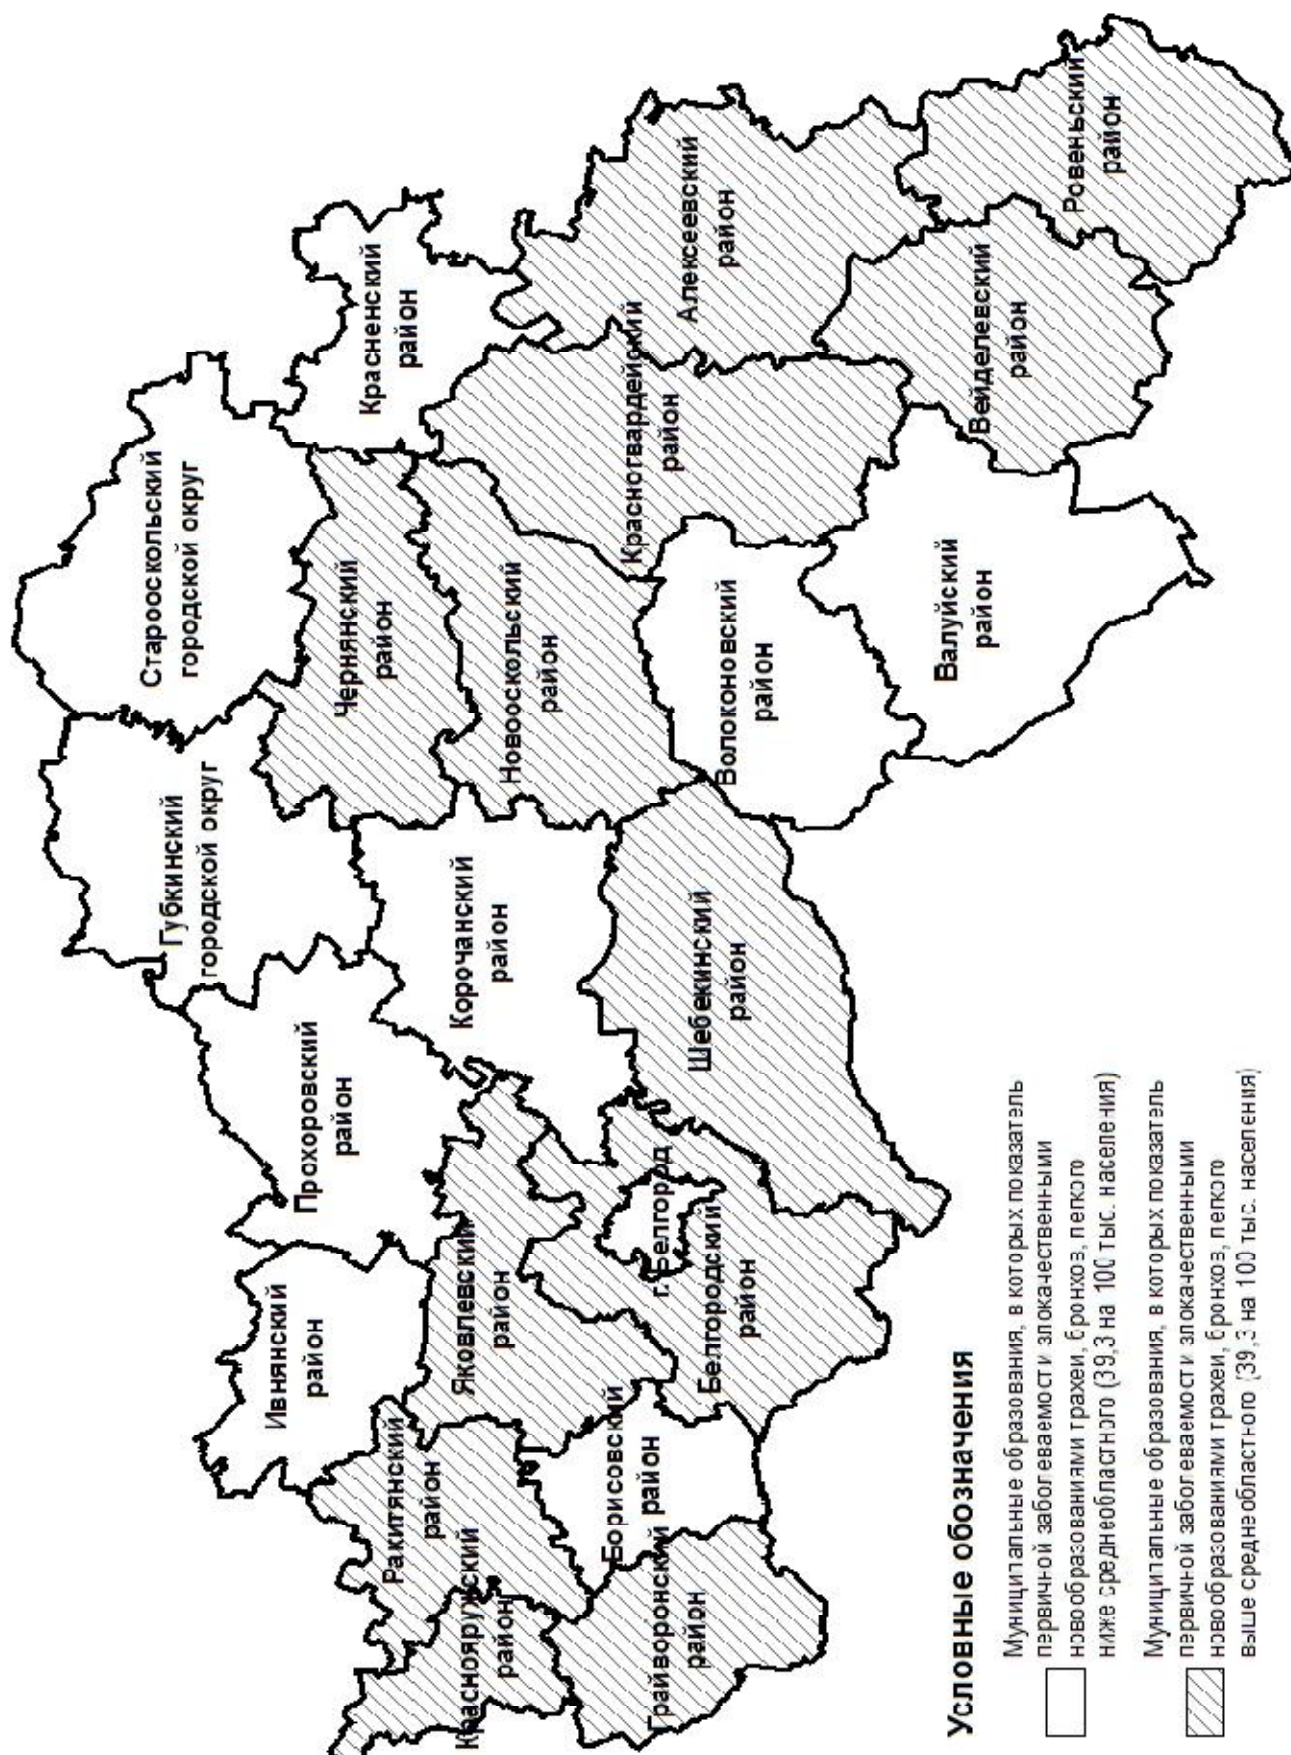 Старооскольский
городской округ
Губкинский
городской округ
Красненский
район
Чернянский
район
Прохоровский
район
Корочанский
район
Новооскольский
район
Красногвардейский
район
Алексеевский
район
Ровеньский
район
Вейделевский
район
Волоконовский
район
Валуйский
район
Шебекинский
район
Ивнянский
район
Яковлевский
район
г. Белгород
Белгородский
район
Ракитянский
район
Борисовский
район
Краснояружский
район
Грайворонский
район
Условные обозначения
Муниципальные образования, в которых показатель
первичной заболеваемости злокачественными
новобразованиями трахеи, бронхов, легкого
ниже среднеобластного (39,3 на 100 тыс. населения)
Муниципальные образования, в которых показатель
первичной заболеваемости злокачественными
новобразованиями трахеи, бронхов, легкого
выше среднеобластного (39,3 на 100 тыс. населения)